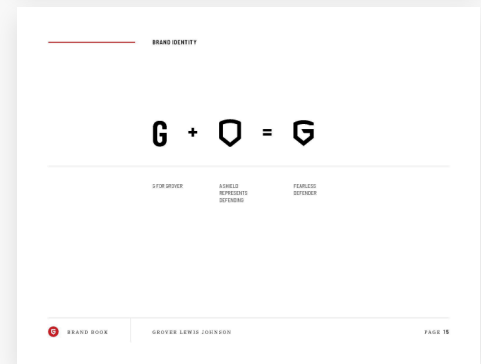 BRAND IDENTITY
G + = G
G FOR GROVER
A SHIELD
REPRESENTS
DEFENDING
FEARLESS
DEFENDER
G BRAND BOOK
GROVER LEWIS JOHNSON
PAGE 15